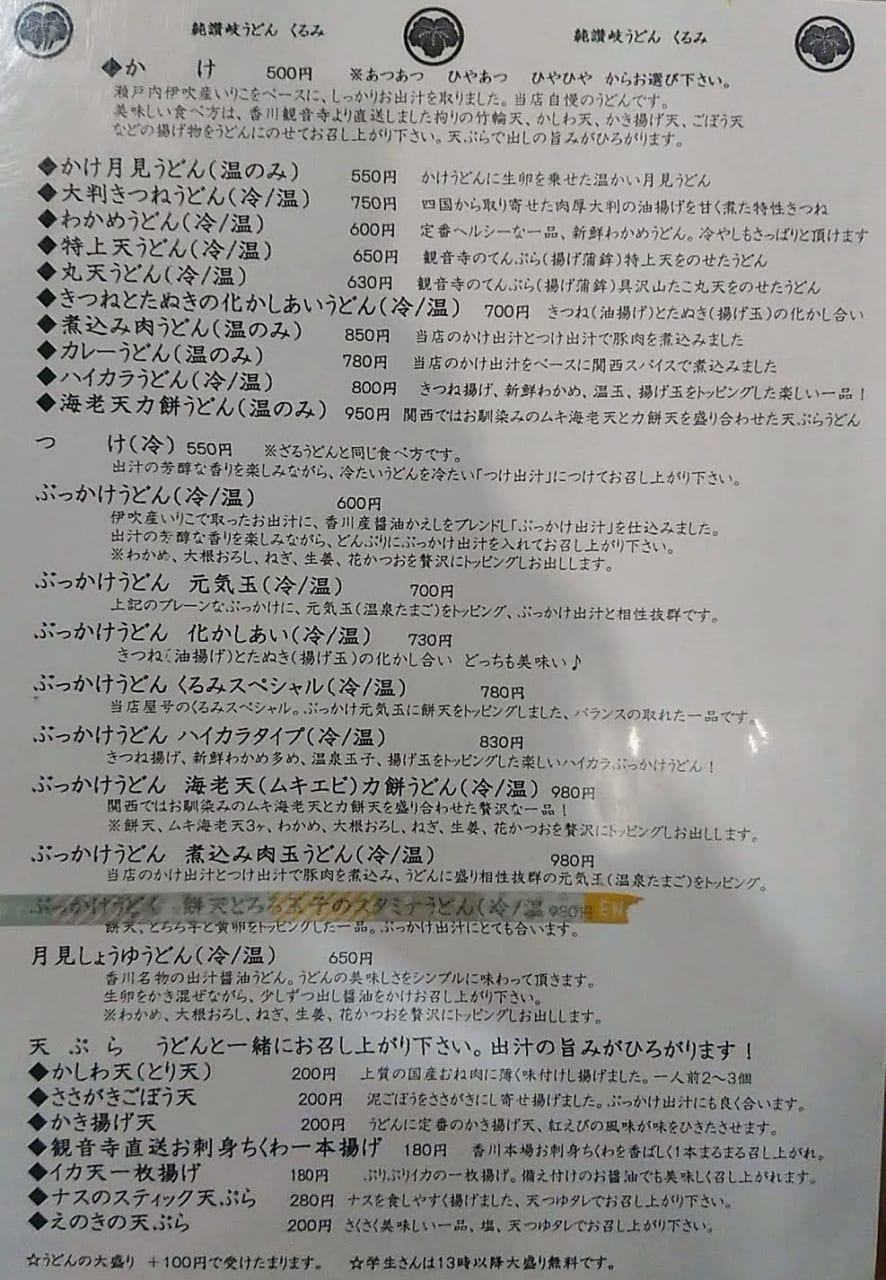 純讃岐うどん くるみ 純讃岐うどん くるみ
◆か け 500円 ※あつあつ ひやあつ ひやひや からお選び下さい。
瀬戸内伊吹産いりこをベースに、しっかりお出汁を取りました。当店自慢のうどんです。
美味しい食べ方は、香川観音寺より直送しました拘りの竹輪天、かしわ天、かき揚げ天、ごぼう天
などの揚げ物をうどんにのせてお召し上がり下さい。天ぷらで出しの旨みがひろがります。
◆かけ月見うどん(温のみ) 550円 かけうどんに生卵を乗せた温かい月見うどん
◆大判きつねうどん(冷/温) 750円 四国から取り寄せた肉厚大判の油揚げを甘く煮た特性きつね
◆わかめうどん(冷/温) 600円 定番ヘルシーな一品、新鮮わかめうどん。冷やしもさっぱりと頂けます
◆特上天うどん(冷/温) 650円 観音寺のてんぷら(揚げ蒲鉾)特上天をのせたうどん
◆丸天うどん(冷/温) 630円 観音寺のてんぷら(揚げ蒲鉾)具沢山たこ丸天をのせたうどん
◆きつねとたぬきの化かしあいうどん(冷/温) 700円 きつね(油揚げ)とたぬき(揚げ玉)の化かし合い
◆煮込み肉うどん(温のみ) 850円 当店のかけ出汁とつけ出汁で豚肉を煮込みました
◆カレーうどん(温のみ) 780円 当店のかけ出汁をベースに関西スパイスで煮込みました
◆ハイカラうどん(冷/温) 800円 きつね揚げ、新鮮わかめ、温玉、揚げ玉をトッピングした楽しい一品!
◆海老天力餅うどん(温のみ) 950円 関西ではお馴染みのムキ海老天と力餅天を盛り合わせた天ぷらうどん
つ け(冷) 550円 ※ざるうどんと同じ食べ方です。
出汁の芳醇な香りを楽しみながら、冷たいうどんを冷たい「つけ出汁」につけてお召し上がり下さい。
ぶっかけうどん(冷/温) 600円
伊吹産いりこで取ったお出汁に、香川産醤油かえしをブレンドし「ぶっかけ出汁」を仕込みました。
出汁の芳醇な香りを楽しみながら、どんぶりにぶっかけ出汁を入れてお召し上がり下さい。
※わかめ、大根おろし、ねぎ、生姜、花かつおを贅沢にトッピングしお出しします。
ぶっかけうどん 元気玉(冷/温) 700円
上記のプレーンなぶっかけに、元気玉(温泉たまご)をトッピング、ぶっかけ出汁と相性抜群です。
ぶっかけうどん 化かしあい(冷/温) 730円
きつね(油揚げ)とたぬき(揚げ玉)の化かし合い どっちも美味い♪
ぶっかけうどん くるみスペシャル(冷/温) 780円
当店屋号のくるみスペシャル。ぶっかけ元気玉に餅天をトッピングしました、バランスの取れた一品です。
ぶっかけうどん ハイカラタイプ(冷/温) 830円
きつね揚げ、新鮮わかめ多め、温泉玉子、揚げ玉をトッピングした楽しいハイカラぶっかけうどん!
ぶっかけうどん 海老天(ムキエビ)力餅うどん(冷/温) 980円
関西ではお馴染みのムキ海老天と力餅天を盛り合わせた贅沢な一品!
※餅天、ムキ海老天3ヶ、わかめ、大根おろし、ねぎ、生姜、花かつおを贅沢にトッピングしお出しします。
ぶっかけうどん 煮込み肉玉うどん(冷/温) 980円
当店のかけ出汁とつけ出汁で豚肉を煮込み、うどんに盛り相性抜群の元気玉(温泉たまご)をトッピング。
ぶっかけうどん 餅天とろろ玉子のスタミナうどん(冷/温 980円 EN
餅天、とろろ芋と黄卵をトッピングした一品。ぶっかけ出汁にとても合います。
月見しょうゆうどん(冷/温) 650円
香川名物の出汁醤油うどん。うどんの美味しさをシンプルに味わって頂きます。
生卵をかき混ぜながら、少しずつ出し醤油をかけお召し上がり下さい。
※わかめ、大根おろし、ねぎ、生姜、花かつおを贅沢にトッピングしお出しします。
天 ぷ ら うどんと一緒にお召し上がり下さい。出汁の旨みがひろがります!
◆かしわ天(とり天) 200円 上質の国産むね肉に薄く味付けし揚げました。一人前2～3個
◆ささがきごぼう天 200円 泥ごぼうをささがきにし寄せ揚げました。ぶっかけ出汁にも良く合います。
◆かき揚げ天 200円 うどんに定番のかき揚げ天、紅えびの風味が味をひきたさせます。
◆観音寺直送お刺身ちくわ一本揚げ 180円 香川本場お刺身ちくわを香ばしく1本まるまる召し上がれ。
◆イカ天一枚揚げ 180円 ぷりぷりイカの一枚揚げ。備え付けのお醤油でも美味しく召し上がれます。
◆ナスのスティック天ぷら 280円 ナスを食しやすく揚げました、天つゆタレでお召し上がり下さい。
◆えのきの天ぷら 200円 さくさく美味しい一品、塩、天つゆタレでお召し上がり下さい。
☆うどんの大盛り +100円で受けたまります。 ☆学生さんは13時以降大盛り無料です。